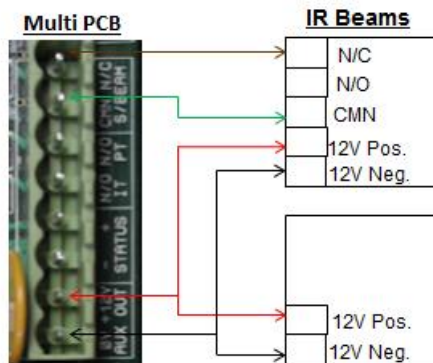 Multi PCB
IR Beams
+12V - + N/O N/O CMN N/C
AUX OUT STATUS IT PT S/BEAM
N/C
N/O
CMN
12V Pos.
12V Neg.
12V Pos.
12V Neg.